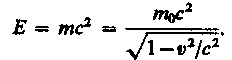 E = mc² = m₀c² / √(1−v²/c²).